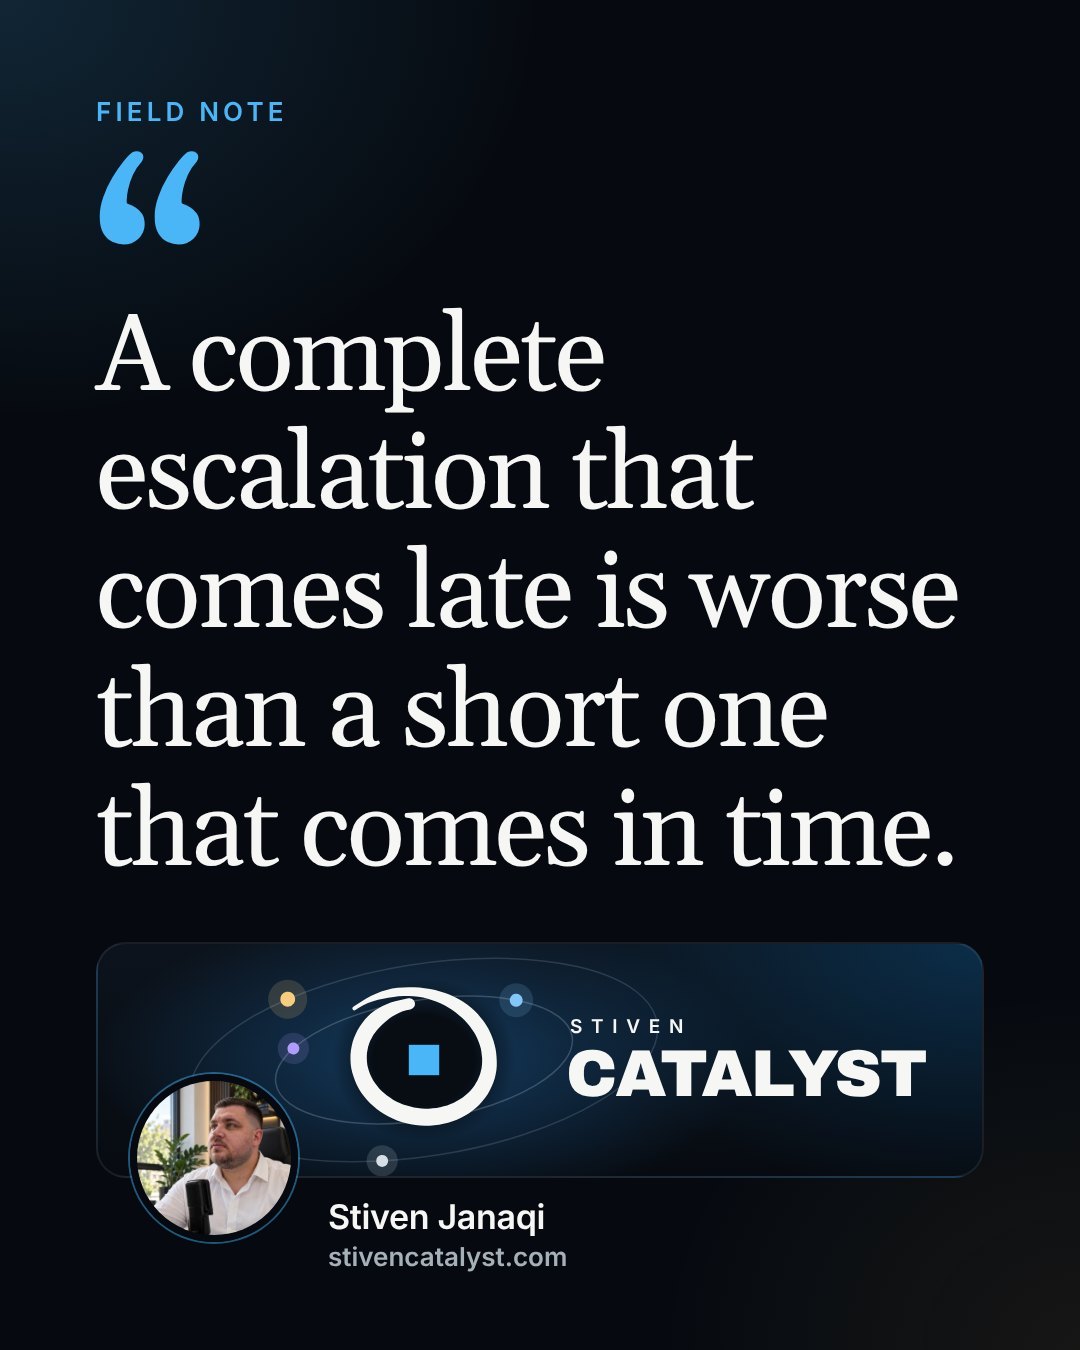 FIELD NOTE
“
A complete
escalation that
comes late is worse
than a short one
that comes in time.
STIVEN
CATALYST
Stiven Janaqi
stivencatalyst.com